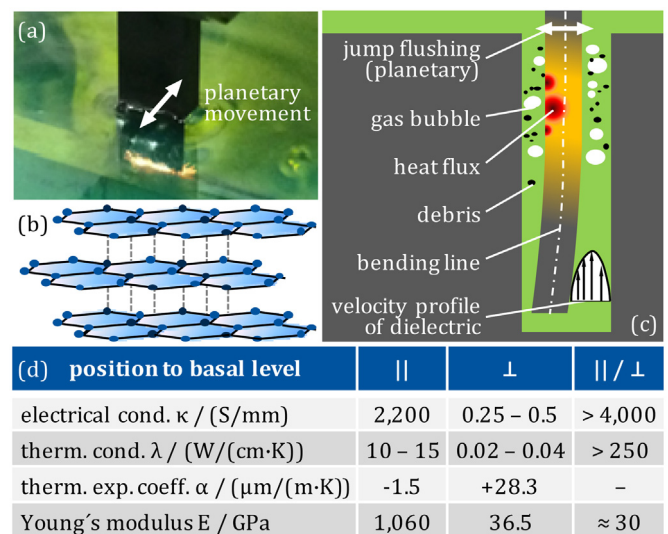 (a)
planetary
movement
(b)
jump flushing
(planetary)
gas bubble
heat flux
debris
bending line
velocity profile
of dielectric
(c)
(d) position to basal level || ⊥ || / ⊥
electrical cond. κ / (S/mm) 2,200 0.25 – 0.5 > 4,000
therm. cond. λ / (W/(cm·K)) 10 – 15 0.02 – 0.04 > 250
therm. exp.coeff. α / (μm/(m·K)) -1.5 +28.3 –
Young´s modulus E / GPa 1,060 36.5 ≈ 30